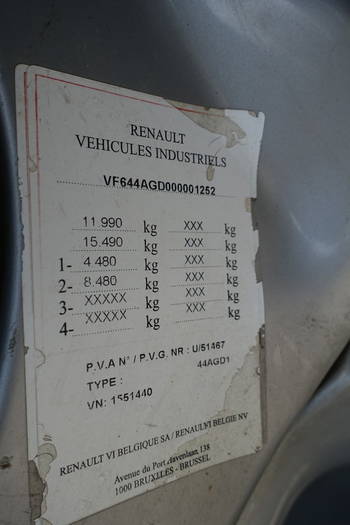 RENAULT
VEHICULES INDUSTRIELS
VF644AGD000001252
11.990 kg XXX kg
15.490 kg XXX kg
1- 4.480 kg XXX kg
2- 8.480 kg XXX kg
3- XXXXX kg XXX kg
4- XXXXX kg
P.V.A N° / P.V.G. NR : U/51467
TYPE : 44AGD1
VN: 1551440
RENAULT VI BELGIQUE SA / RENAULT VI BELGIE NV
Avenue du Port /Havenlaan 138
1000 BRUXELLES - BRUSSEL